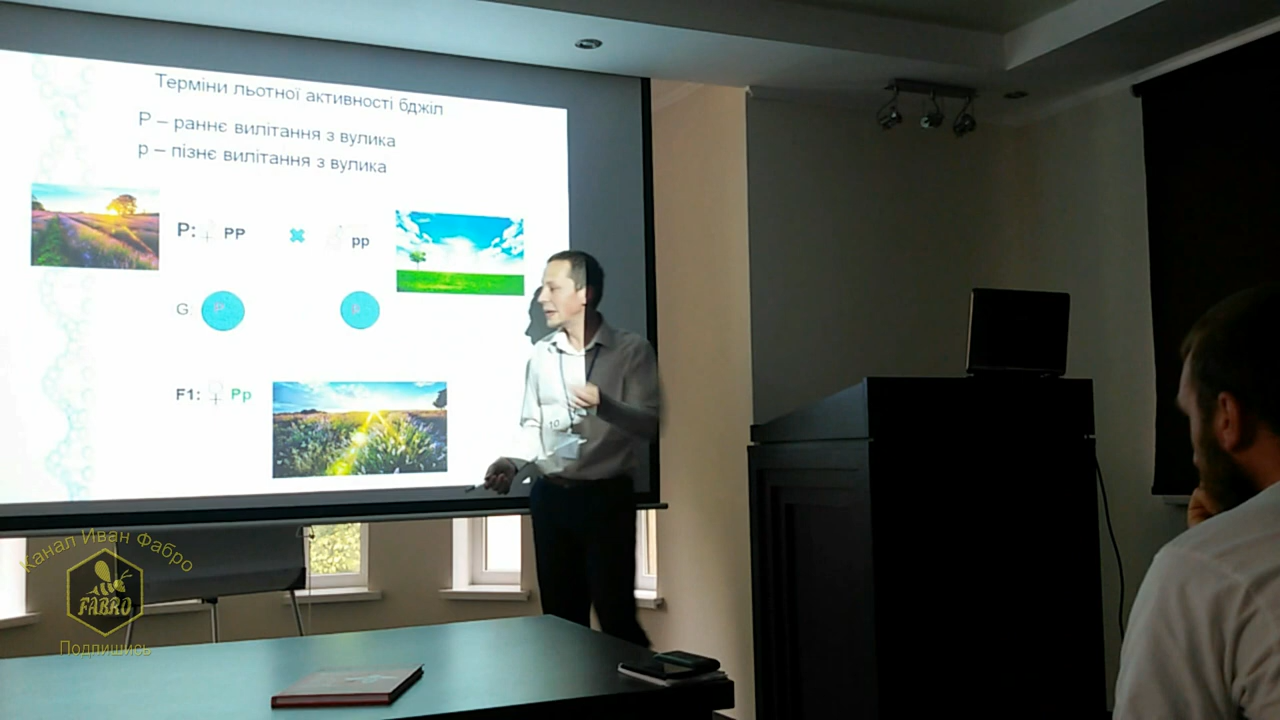 Терміни льотної активності бджіл
P – раннє вилітання з вулика
p – пізнє вилітання з вулика
P: ♀ PP × ♂ pp
G: P p
F1: ♀ Pp
10
Канал Иван Фабро
FABRO
Подпишись